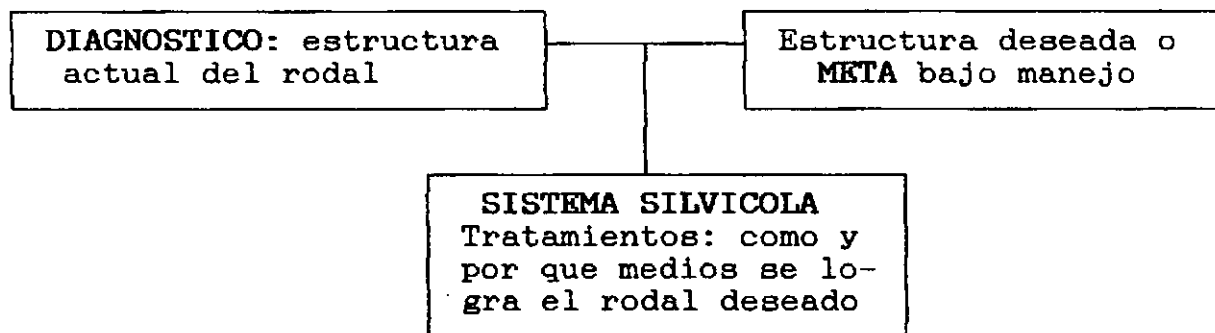 DIAGNOSTICO: estructura
actual del rodal
Estructura deseada o
META bajo manejo
SISTEMA SILVICOLA
Tratamientos: como y
por que medios se lo-
gra el rodal deseado